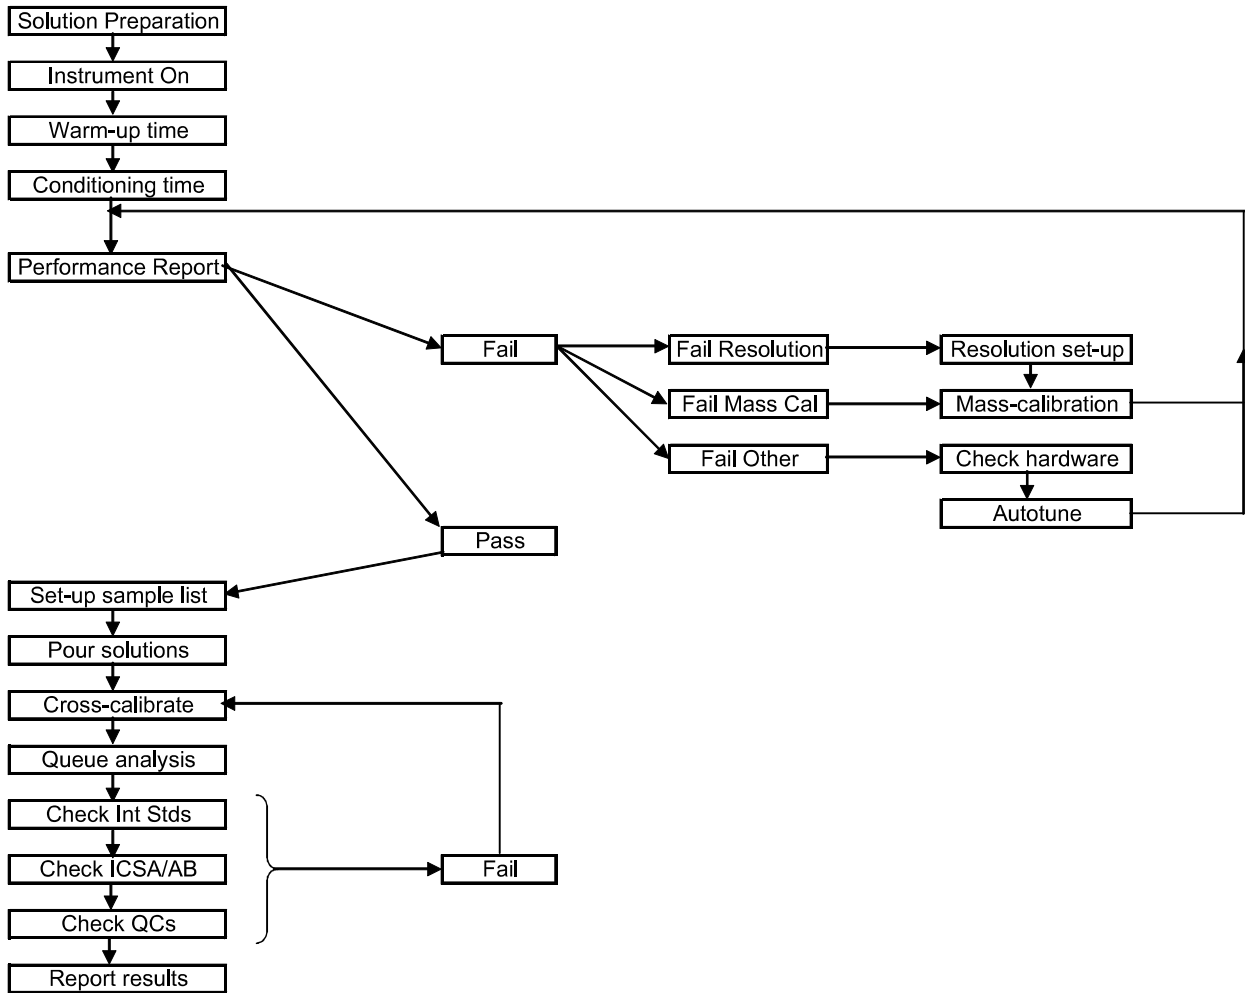 Solution Preparation
Instrument On
Warm-up time
Conditioning time
Performance Report
Fail
Fail Resolution
Resolution set-up
Fail Mass Cal
Mass-calibration
Fail Other
Check hardware
Autotune
Pass
Set-up sample list
Pour solutions
Cross-calibrate
Queue analysis
Check Int Stds
Check ICSA/AB
Fail
Check QCs
Report results